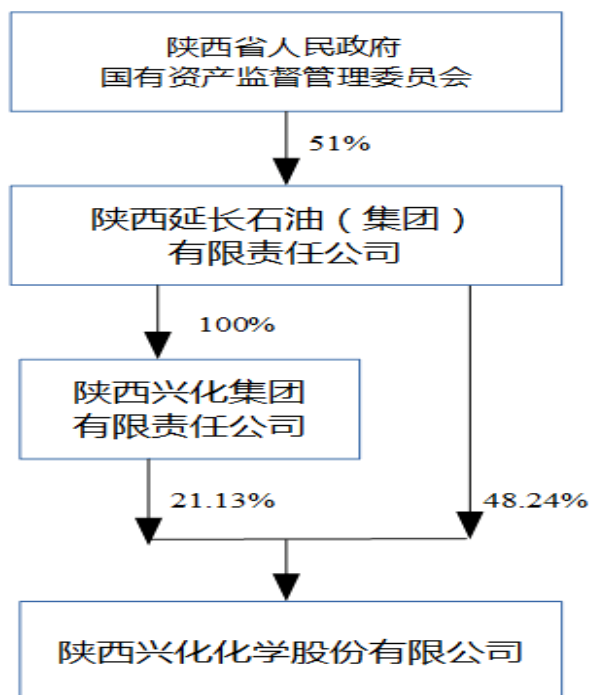 陕西省人民政府
国有资产监督管理委员会
51%
陕西延长石油（集团）
有限责任公司
100%
陕西兴化集团
有限责任公司
21.13%
48.24%
陕西兴化化学股份有限公司